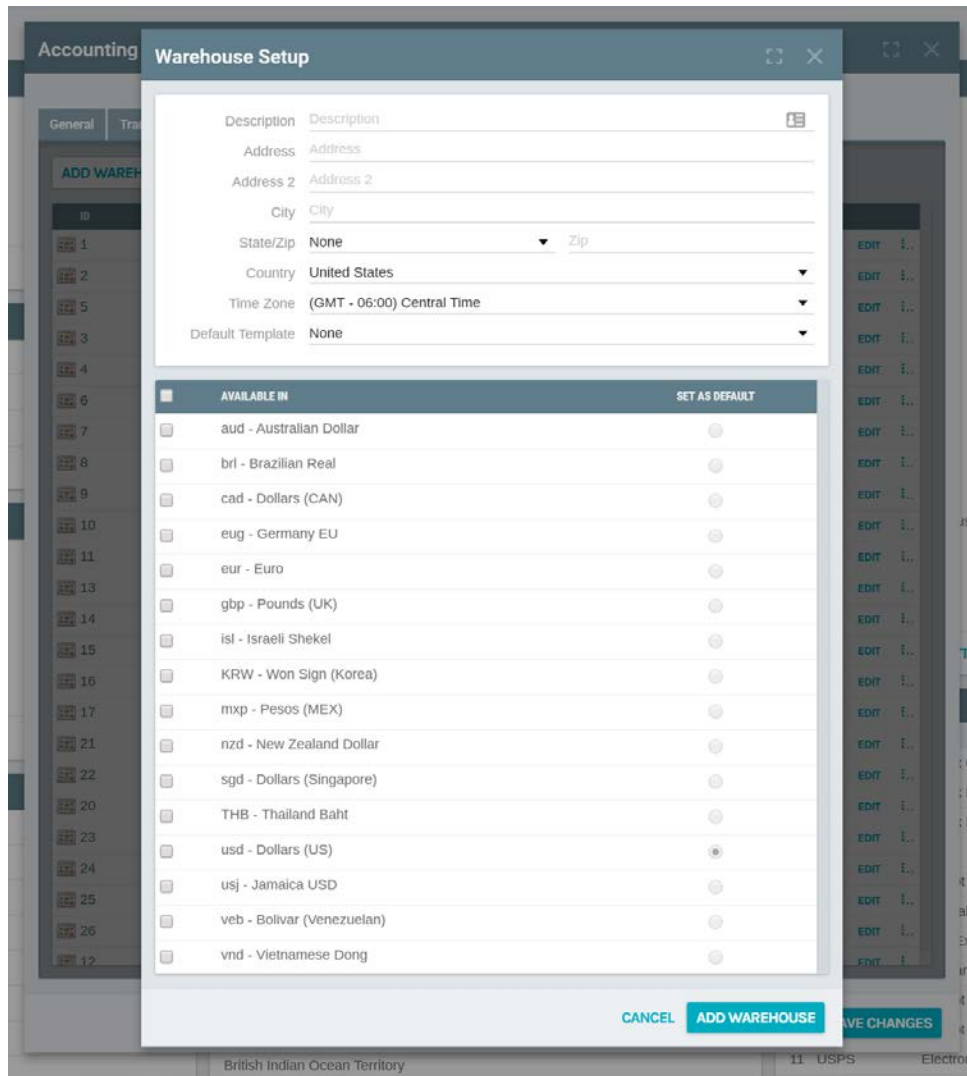 Accounting
Warehouse Setup
General
Description Description
Address Address
Address 2 Address 2
City City
State/Zip None Zip
Country United States
Time Zone (GMT - 06:00) Central Time
Default Template None
ID
1 EDIT
2 EDIT
5 EDIT
3 EDIT
4 EDIT
6 EDIT
7 EDIT
8 EDIT
9 EDIT
10 EDIT
11 EDIT
13 EDIT
14 EDIT
15 EDIT
16 EDIT
17 EDIT
21 EDIT
22 EDIT
20 EDIT
23 EDIT
24 EDIT
25 EDIT
26 EDIT
12 EDIT
AVAILABLE IN SET AS DEFAULT
aud - Australian Dollar
brl - Brazilian Real
cad - Dollars (CAN)
eug - Germany EU
eur - Euro
gbp - Pounds (UK)
isl - Israeli Shekel
KRW - Won Sign (Korea)
mxp - Pesos (MEX)
nzd - New Zealand Dollar
sgd - Dollars (Singapore)
THB - Thailand Baht
usd - Dollars (US)
usj - Jamaica USD
veb - Bolivar (Venezuelan)
vnd - Vietnamese Dong
CANCEL ADD WAREHOUSE
CHANGES
British Indian Ocean Territory
11 USPS